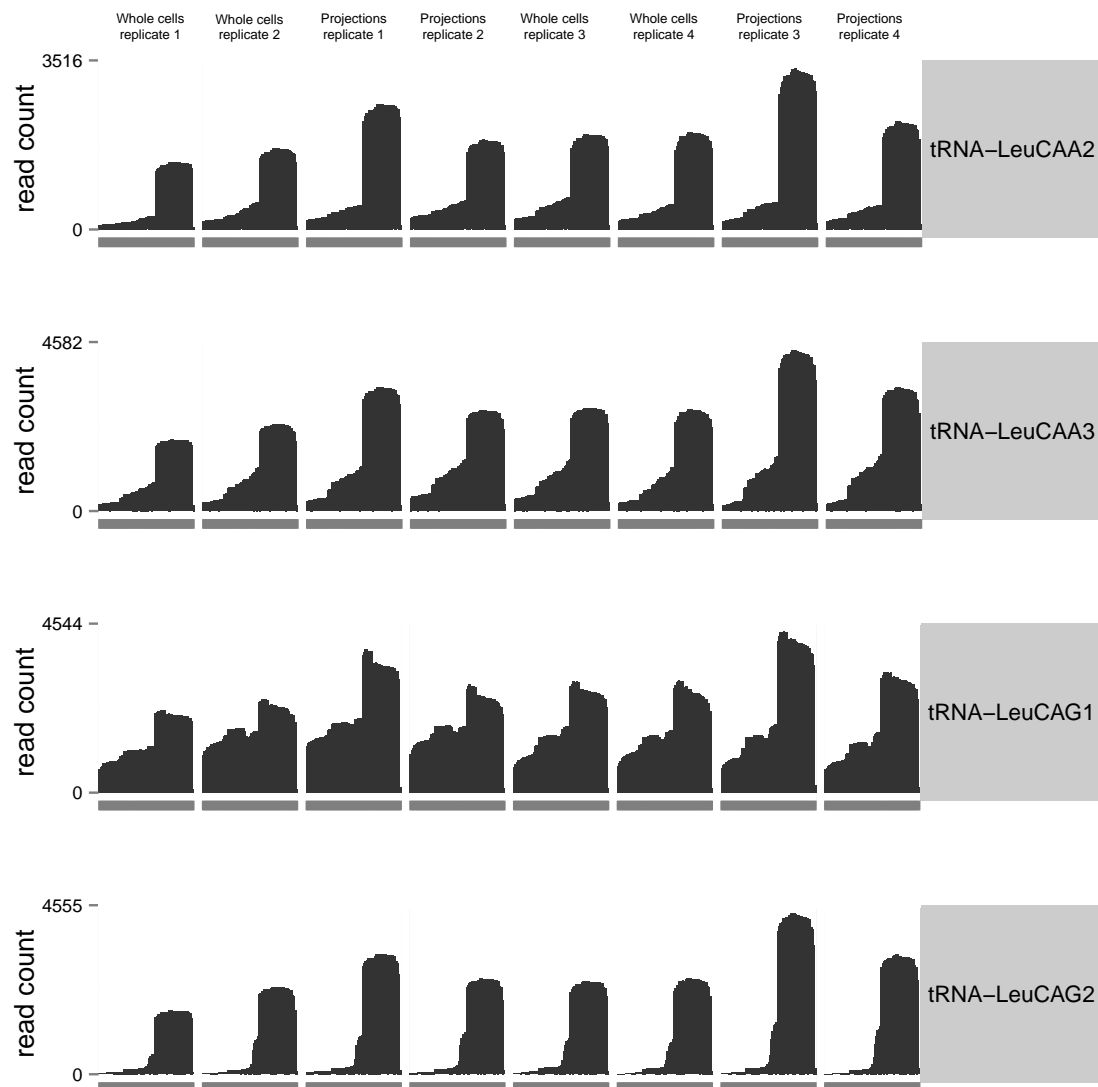 Whole cells replicate 1
Whole cells replicate 2
Projections replicate 1
Projections replicate 2
Whole cells replicate 3
Whole cells replicate 4
Projections replicate 3
Projections replicate 4
3516
read count
0
tRNA−LeuCAA2
4582
read count
0
tRNA−LeuCAA3
4544
read count
0
tRNA−LeuCAG1
4555
read count
0
tRNA−LeuCAG2